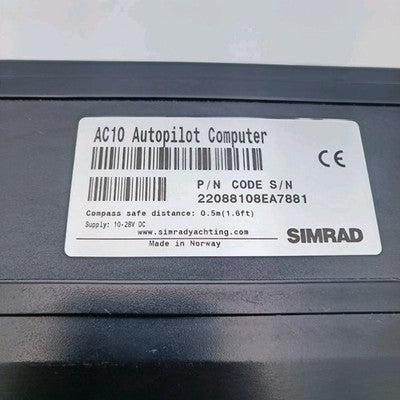 AC10 Autopilot Computer
CE
P/N CODE S/N
22088108EA7881
Compass safe distance: 0.5m(1.6ft)
Supply: 10-28V DC
www.simradyachting.com
Made in Norway
SIMRAD